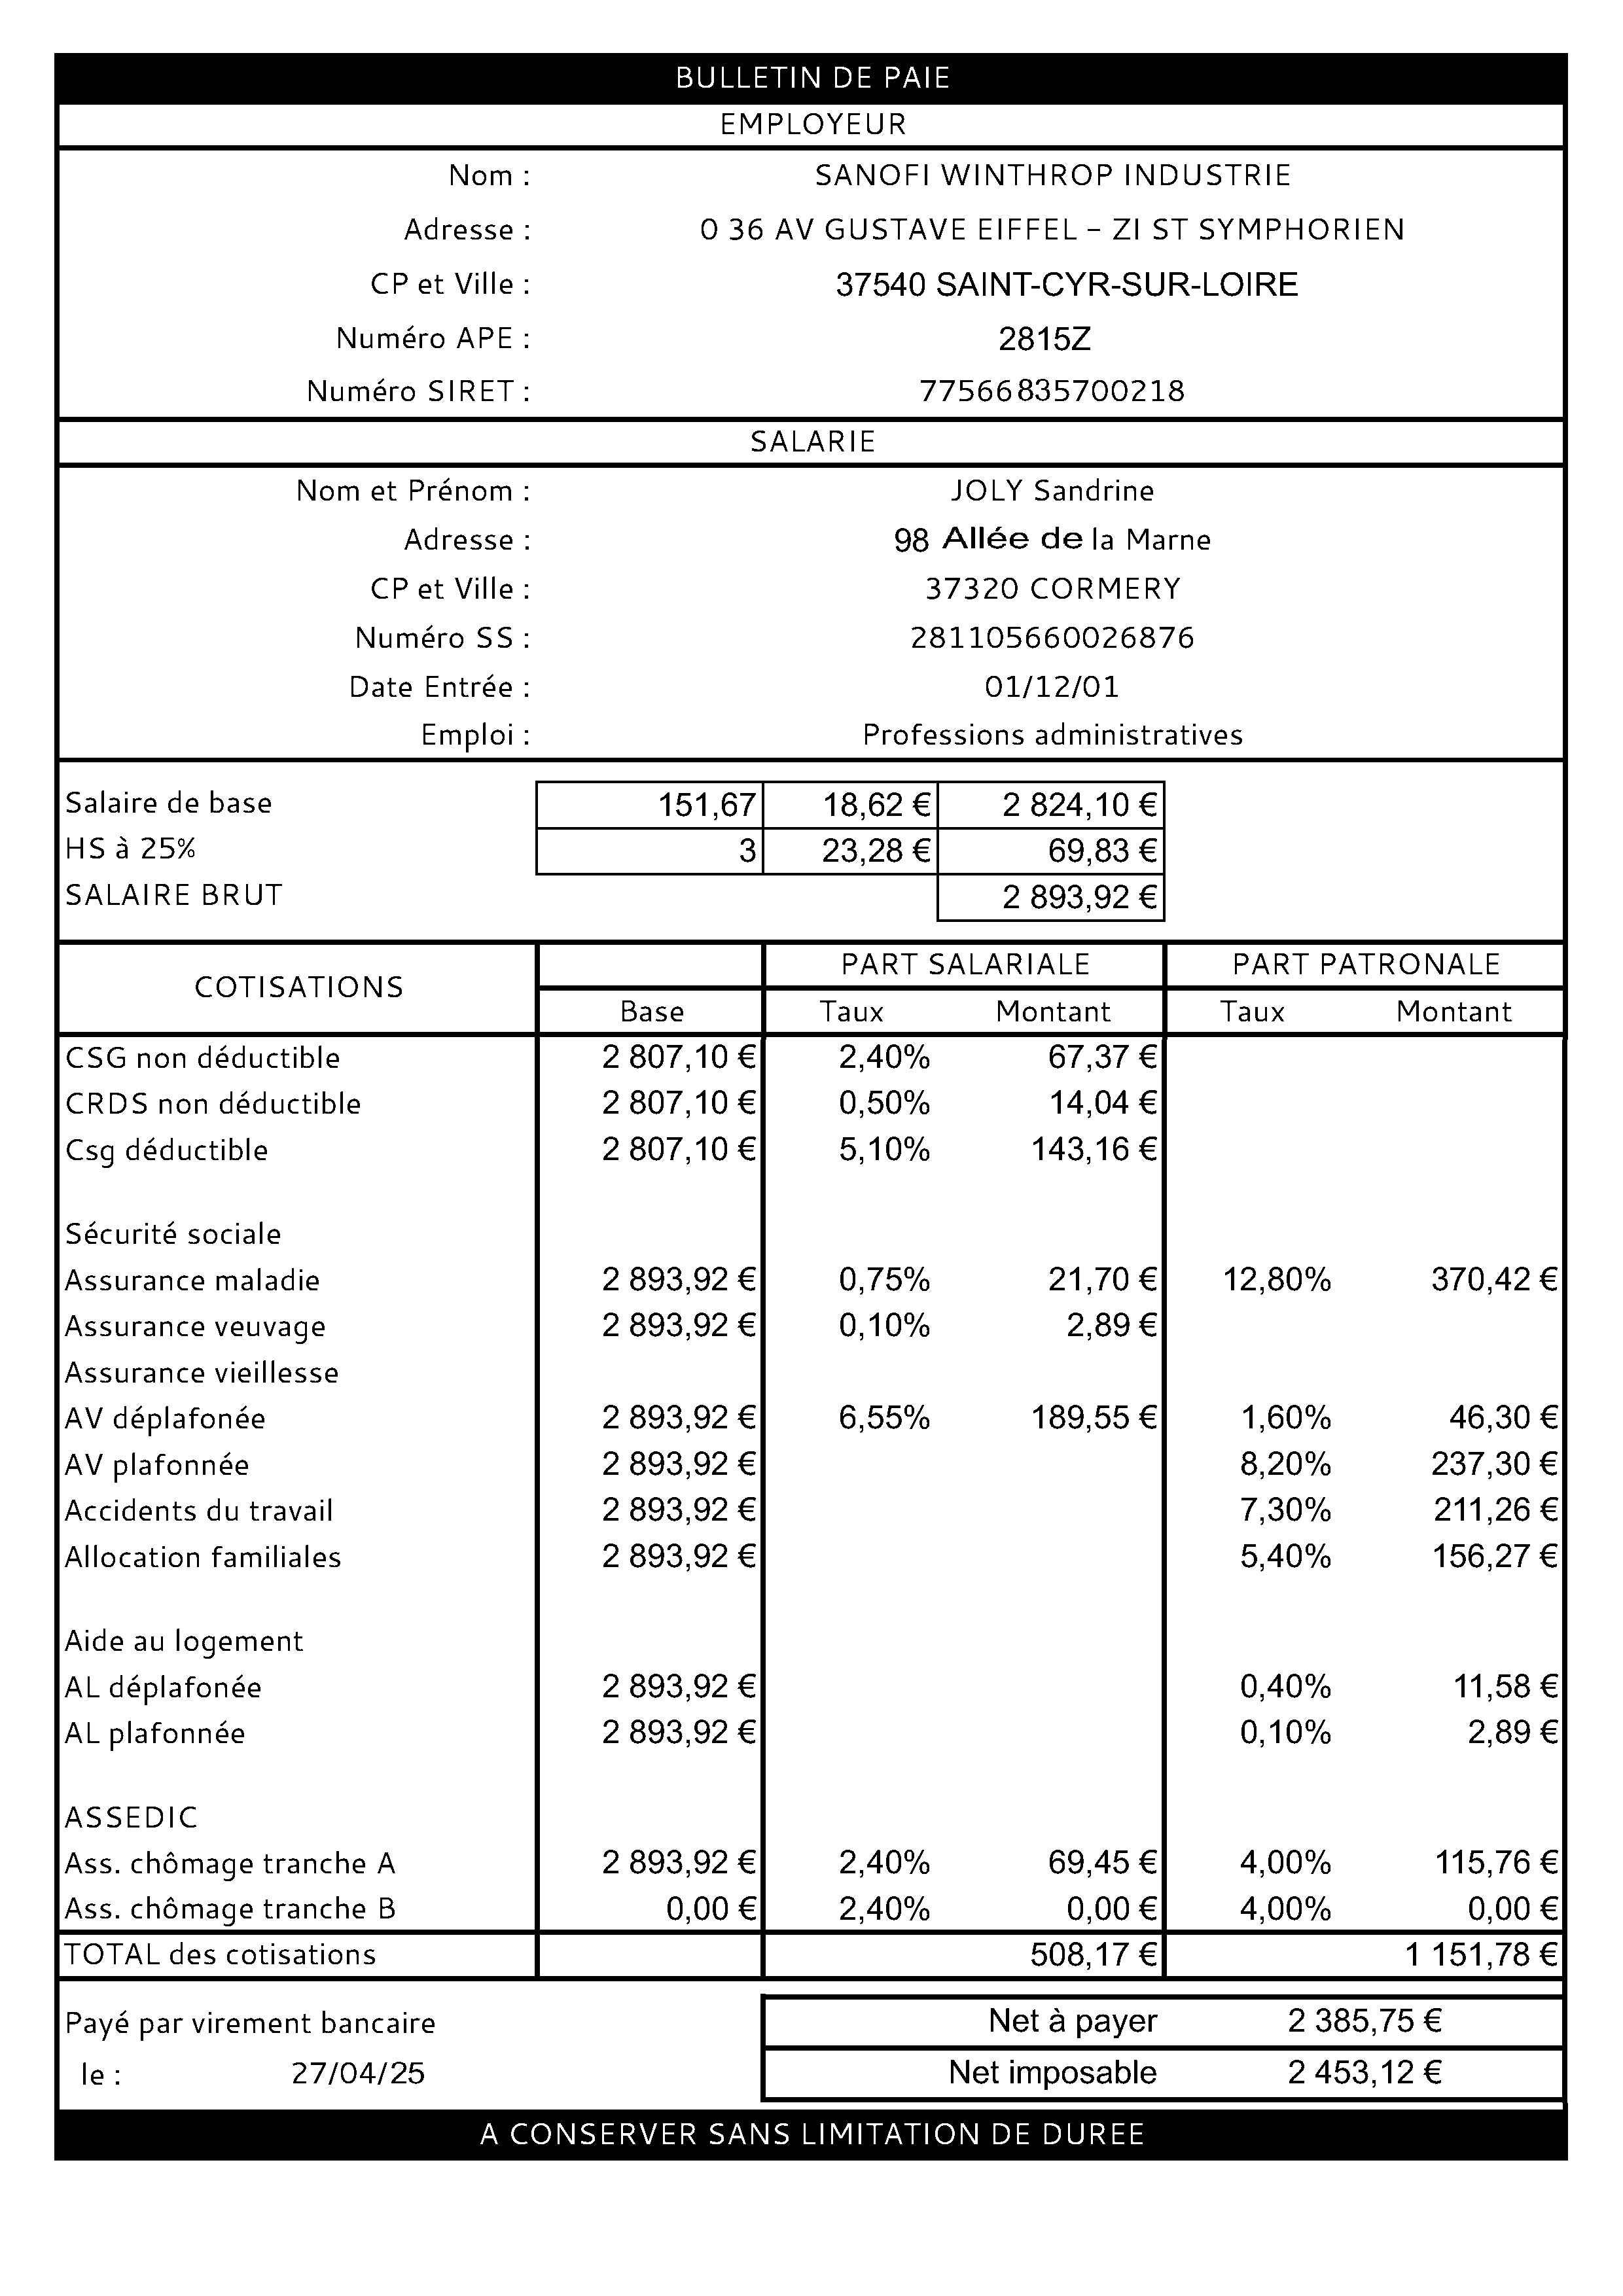 BULLETIN DE PAIE
EMPLOYEUR
Nom : SANOFI WINTHROP INDUSTRIE
Adresse : 0 36 AV GUSTAVE EIFFEL - ZI ST SYMPHORIEN
CP et Ville : 37540 SAINT-CYR-SUR-LOIRE
Numéro APE : 2815Z
Numéro SIRET : 77566835700218
SALARIE
Nom et Prénom : JOLY Sandrine
Adresse : 98 Allée de la Marne
CP et Ville : 37320 CORMERY
Numéro SS : 281105660026876
Date Entrée : 01/12/01
Emploi : Professions administratives
Salaire de base 151,67 18,62 € 2 824,10 €
HS à 25% 3 23,28 € 69,83 €
SALAIRE BRUT 2 893,92 €
COTISATIONS PART SALARIALE PART PATRONALE
Base Taux Montant Taux Montant
CSG non déductible 2 807,10 € 2,40% 67,37 €
CRDS non déductible 2 807,10 € 0,50% 14,04 €
Csg déductible 2 807,10 € 5,10% 143,16 €
Sécurité sociale
Assurance maladie 2 893,92 € 0,75% 21,70 € 12,80% 370,42 €
Assurance veuvage 2 893,92 € 0,10% 2,89 €
Assurance vieillesse
AV déplafonée 2 893,92 € 6,55% 189,55 € 1,60% 46,30 €
AV plafonnée 2 893,92 € 8,20% 237,30 €
Accidents du travail 2 893,92 € 7,30% 211,26 €
Allocation familiales 2 893,92 € 5,40% 156,27 €
Aide au logement
AL déplafonée 2 893,92 € 0,40% 11,58 €
AL plafonnée 2 893,92 € 0,10% 2,89 €
ASSEDIC
Ass. chômage tranche A 2 893,92 € 2,40% 69,45 € 4,00% 115,76 €
Ass. chômage tranche B 0,00 € 2,40% 0,00 € 4,00% 0,00 €
TOTAL des cotisations 508,17 € 1 151,78 €
Payé par virement bancaire Net à payer 2 385,75 €
le : 27/04/25 Net imposable 2 453,12 €
A CONSERVER SANS LIMITATION DE DUREE